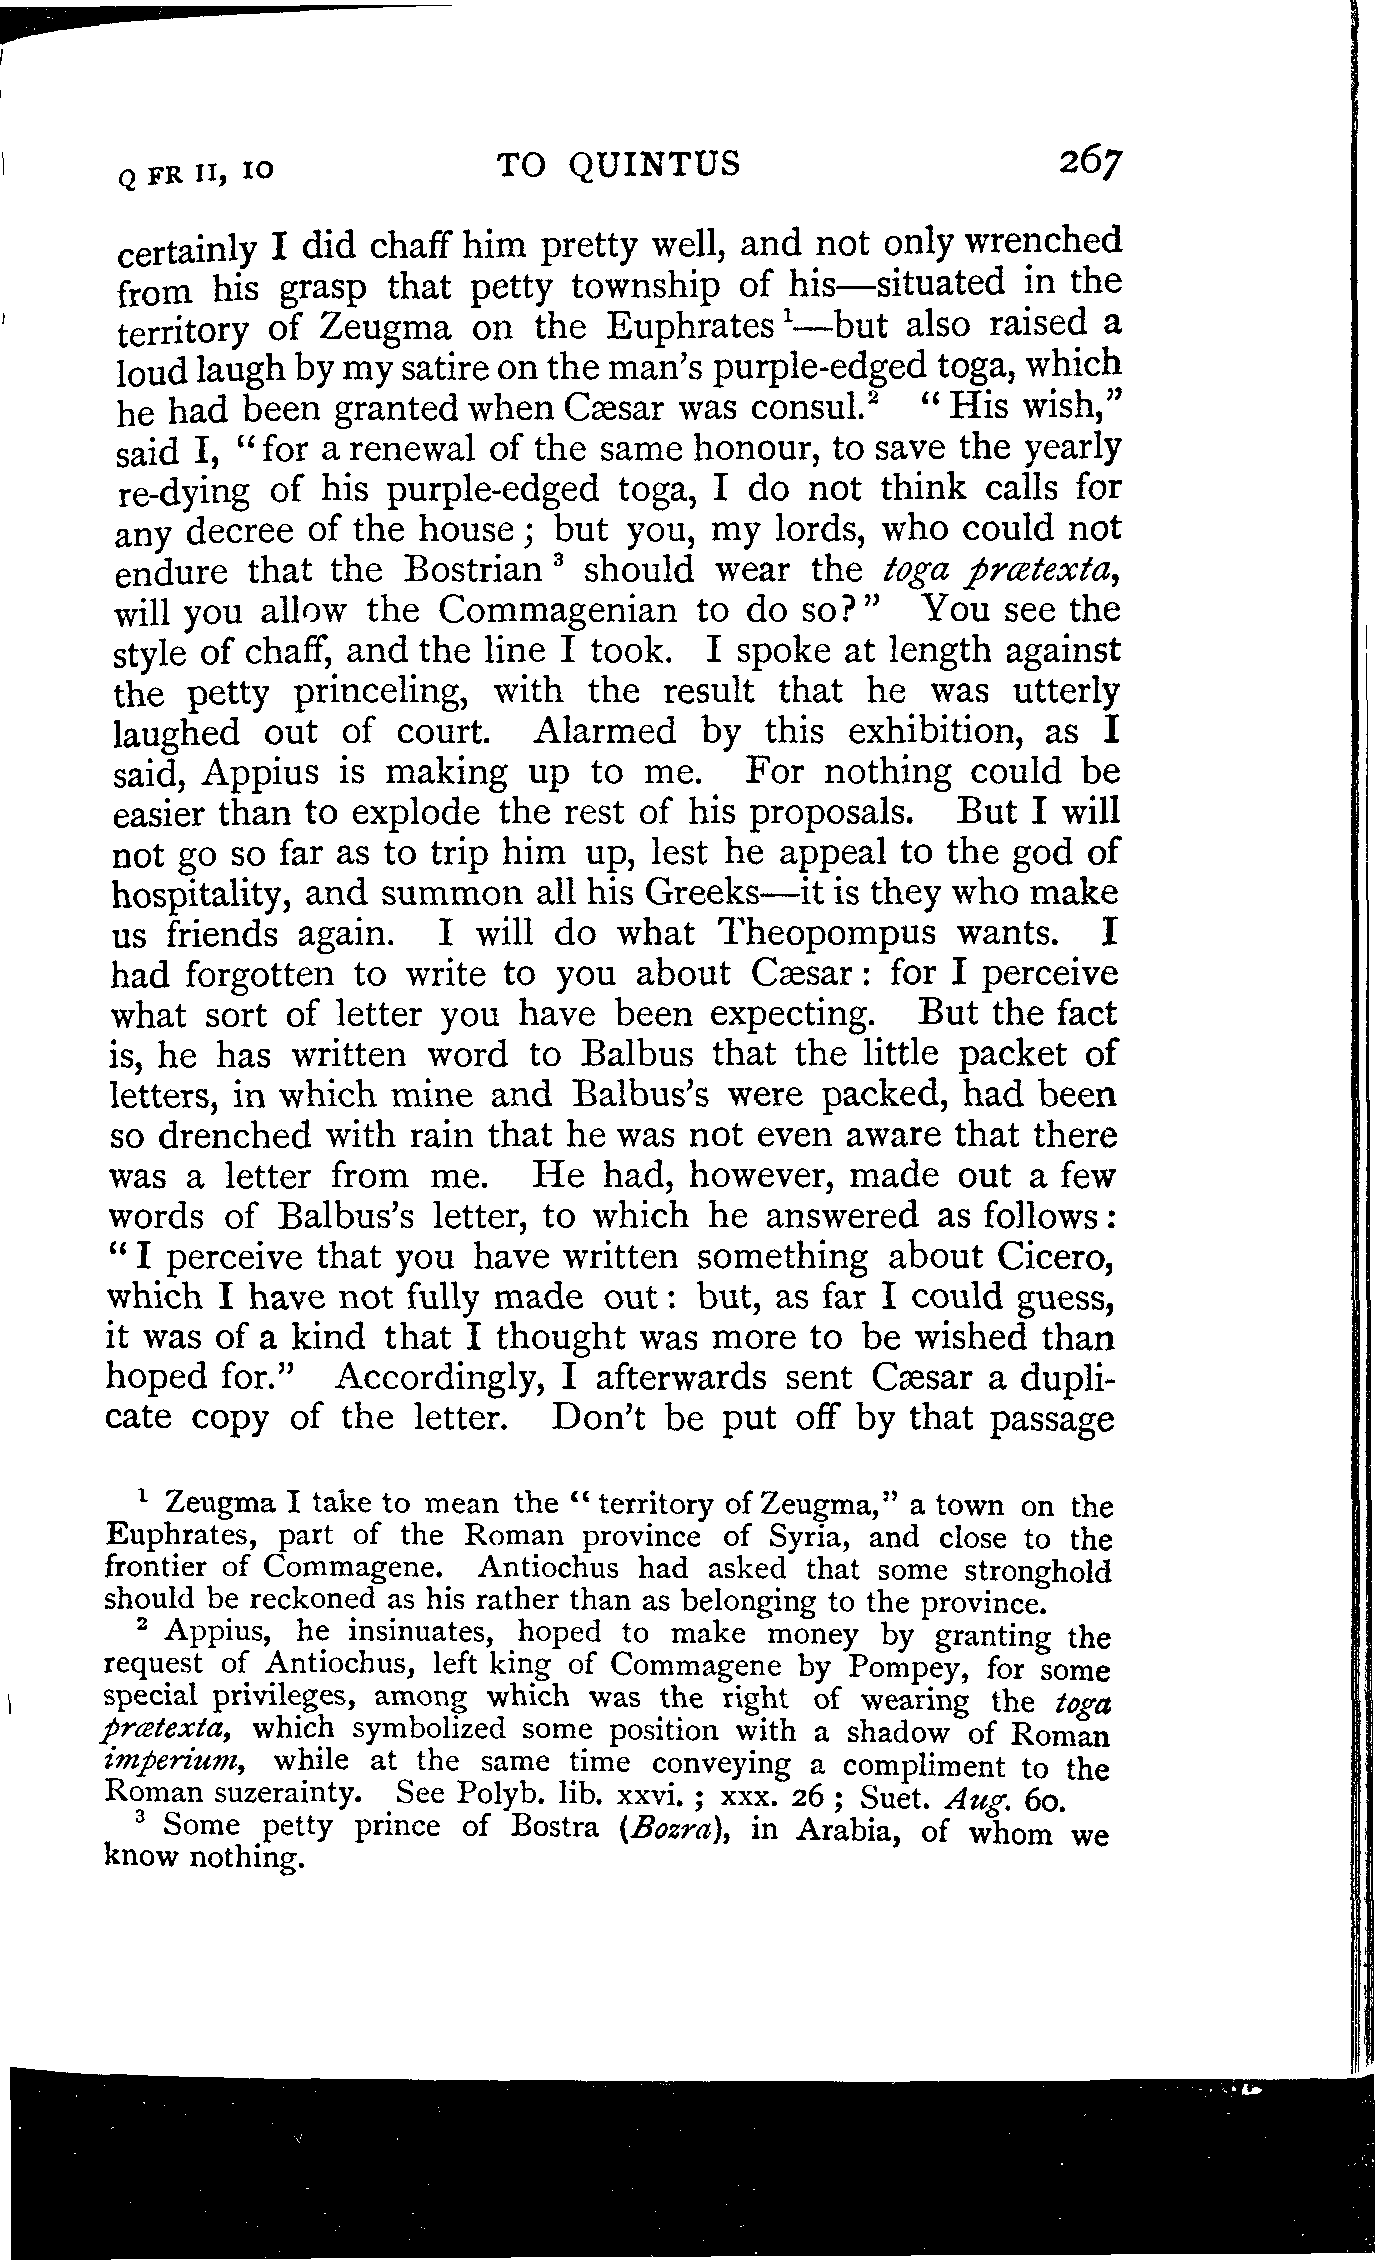 Q FR II, 10 TO QUINTUS 267
certainly I did chaff him pretty well, and not only wrenched
from his grasp that petty township of his—situated in the
territory of Zeugma on the Euphrates ¹—but also raised a
loud laugh by my satire on the man's purple-edged toga, which
he had been granted when Cæsar was consul.² “ His wish,”
said I, “for a renewal of the same honour, to save the yearly
re-dying of his purple-edged toga, I do not think calls for
any decree of the house ; but you, my lords, who could not
endure that the Bostrian ³ should wear the toga prætexta,
will you allow the Commagenian to do so? ” You see the
style of chaff, and the line I took. I spoke at length against
the petty princeling, with the result that he was utterly
laughed out of court. Alarmed by this exhibition, as I
said, Appius is making up to me. For nothing could be
easier than to explode the rest of his proposals. But I will
not go so far as to trip him up, lest he appeal to the god of
hospitality, and summon all his Greeks—it is they who make
us friends again. I will do what Theopompus wants. I
had forgotten to write to you about Cæsar : for I perceive
what sort of letter you have been expecting. But the fact
is, he has written word to Balbus that the little packet of
letters, in which mine and Balbus's were packed, had been
so drenched with rain that he was not even aware that there
was a letter from me. He had, however, made out a few
words of Balbus's letter, to which he answered as follows :
“ I perceive that you have written something about Cicero,
which I have not fully made out : but, as far I could guess,
it was of a kind that I thought was more to be wished than
hoped for.” Accordingly, I afterwards sent Cæsar a dupli-
cate copy of the letter. Don't be put off by that passage
¹ Zeugma I take to mean the “ territory of Zeugma,” a town on the
Euphrates, part of the Roman province of Syria, and close to the
frontier of Commagene. Antiochus had asked that some stronghold
should be reckoned as his rather than as belonging to the province.
² Appius, he insinuates, hoped to make money by granting the
request of Antiochus, left king of Commagene by Pompey, for some
special privileges, among which was the right of wearing the toga
prætexta, which symbolized some position with a shadow of Roman
imperium, while at the same time conveying a compliment to the
Roman suzerainty. See Polyb. lib. xxvi. ; xxx. 26 ; Suet. Aug. 60.
³ Some petty prince of Bostra (Bozra), in Arabia, of whom we
know nothing.